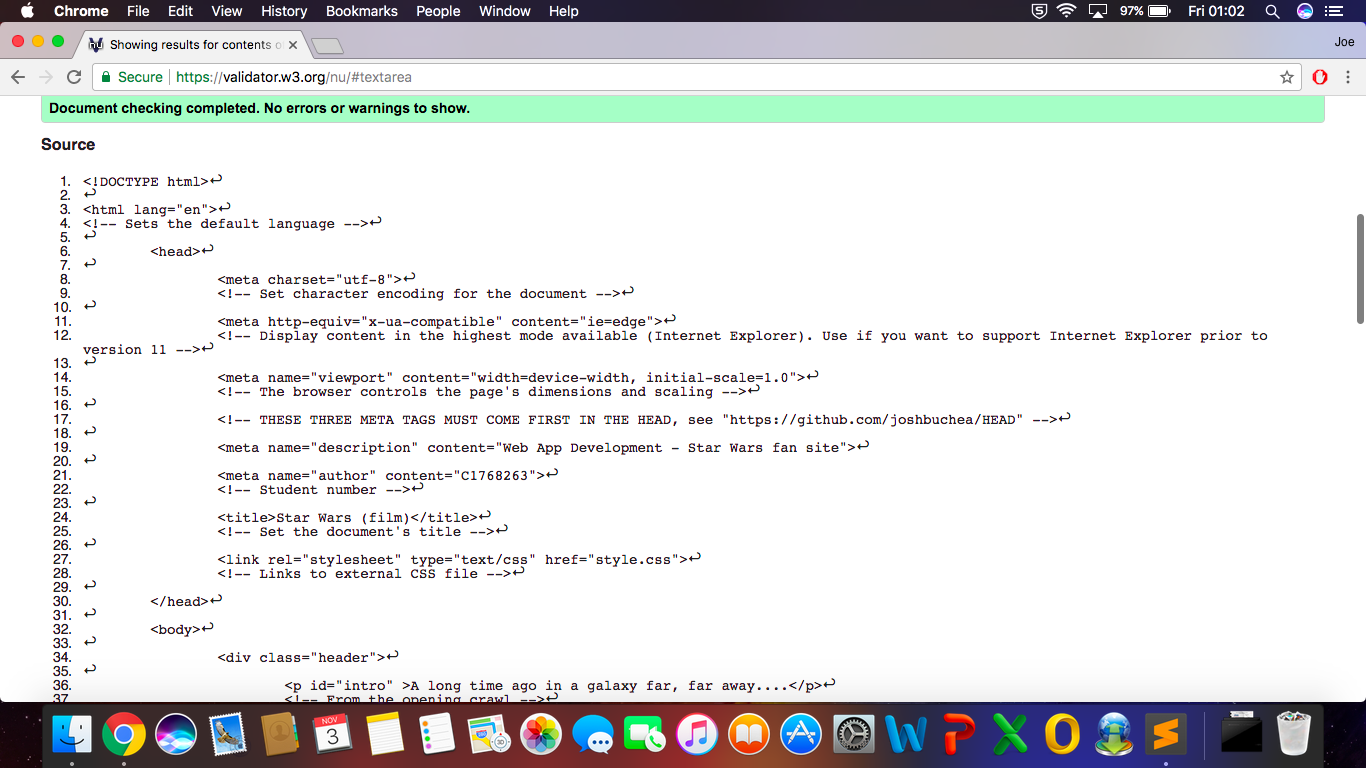 Chrome File Edit View History Bookmarks People Window Help 97% Fri 01:02
Showing results for contents o
Joe
Secure https://validator.w3.org/nu/#textarea
Document checking completed. No errors or warnings to show.
Source
1. <!DOCTYPE html>↩
2. ↩
3. <html lang="en">↩
4. <!-- Sets the default language -->↩
5. ↩
6. <head>↩
7. ↩
8. <meta charset="utf-8">↩
9. <!-- Set character encoding for the document -->↩
10. ↩
11. <meta http-equiv="x-ua-compatible" content="ie=edge">↩
12. <!-- Display content in the highest mode available (Internet Explorer). Use if you want to support Internet Explorer prior to
version 11 -->↩
13. ↩
14. <meta name="viewport" content="width=device-width, initial-scale=1.0">↩
15. <!-- The browser controls the page's dimensions and scaling -->↩
16. ↩
17. <!-- THESE THREE META TAGS MUST COME FIRST IN THE HEAD, see "https://github.com/joshbuchea/HEAD" -->↩
18. ↩
19. <meta name="description" content="Web App Development - Star Wars fan site">↩
20. ↩
21. <meta name="author" content="C1768263">↩
22. <!-- Student number -->↩
23. ↩
24. <title>Star Wars (film)</title>↩
25. <!-- Set the document's title -->↩
26. ↩
27. <link rel="stylesheet" type="text/css" href="style.css">↩
28. <!-- Links to external CSS file -->↩
29. ↩
30. </head>↩
31. ↩
32. <body>↩
33. ↩
34. <div class="header">↩
35. ↩
36. <p id="intro" >A long time ago in a galaxy far, far away....</p>↩
37. <!-- From the opening crawl -->↩
NOV
3